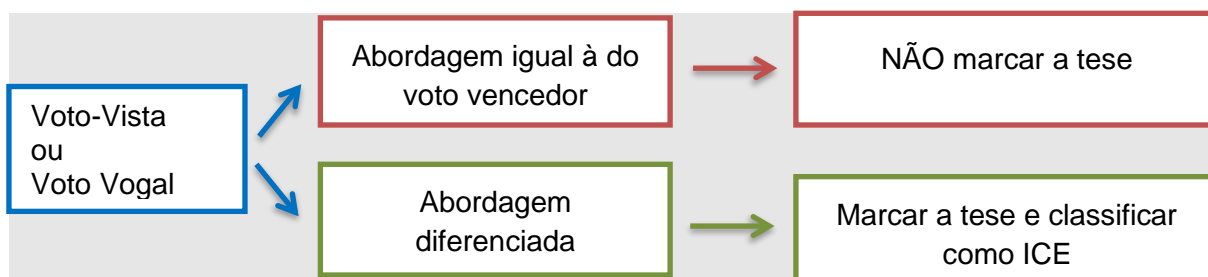 Voto-Vista
ou
Voto Vogal
Abordagem igual à do
voto vencedor
NÃO marcar a tese
Abordagem
diferenciada
Marcar a tese e classificar
como ICE